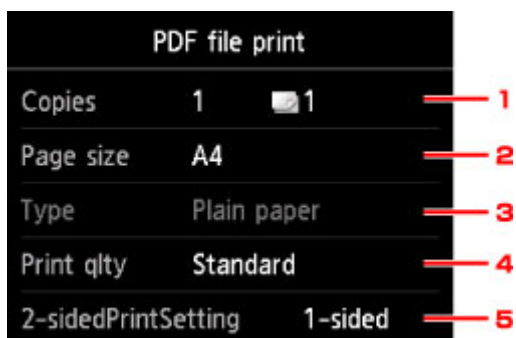 PDF file print
Copies 1 1 1
Page size A4 2
Type Plain paper 3
Print qlty Standard 4
2-sidedPrintSetting 1-sided 5